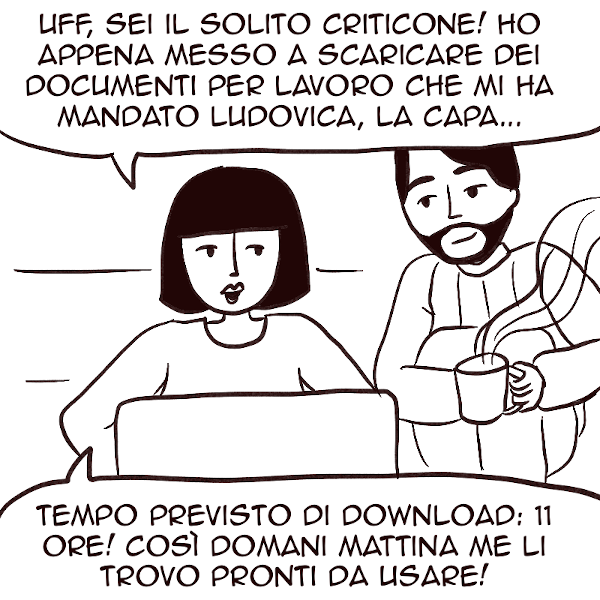 UFF, SEI IL SOLITO CRITICONE! HO
APPENA MESSO A SCARICARE DEI
DOCUMENTI PER LAVORO CHE MI HA
MANDATO LUDOVICA, LA CAPA...
TEMPO PREVISTO DI DOWNLOAD: 11
ORE! COSÌ DOMANI MATTINA ME LI
TROVO PRONTI DA USARE!